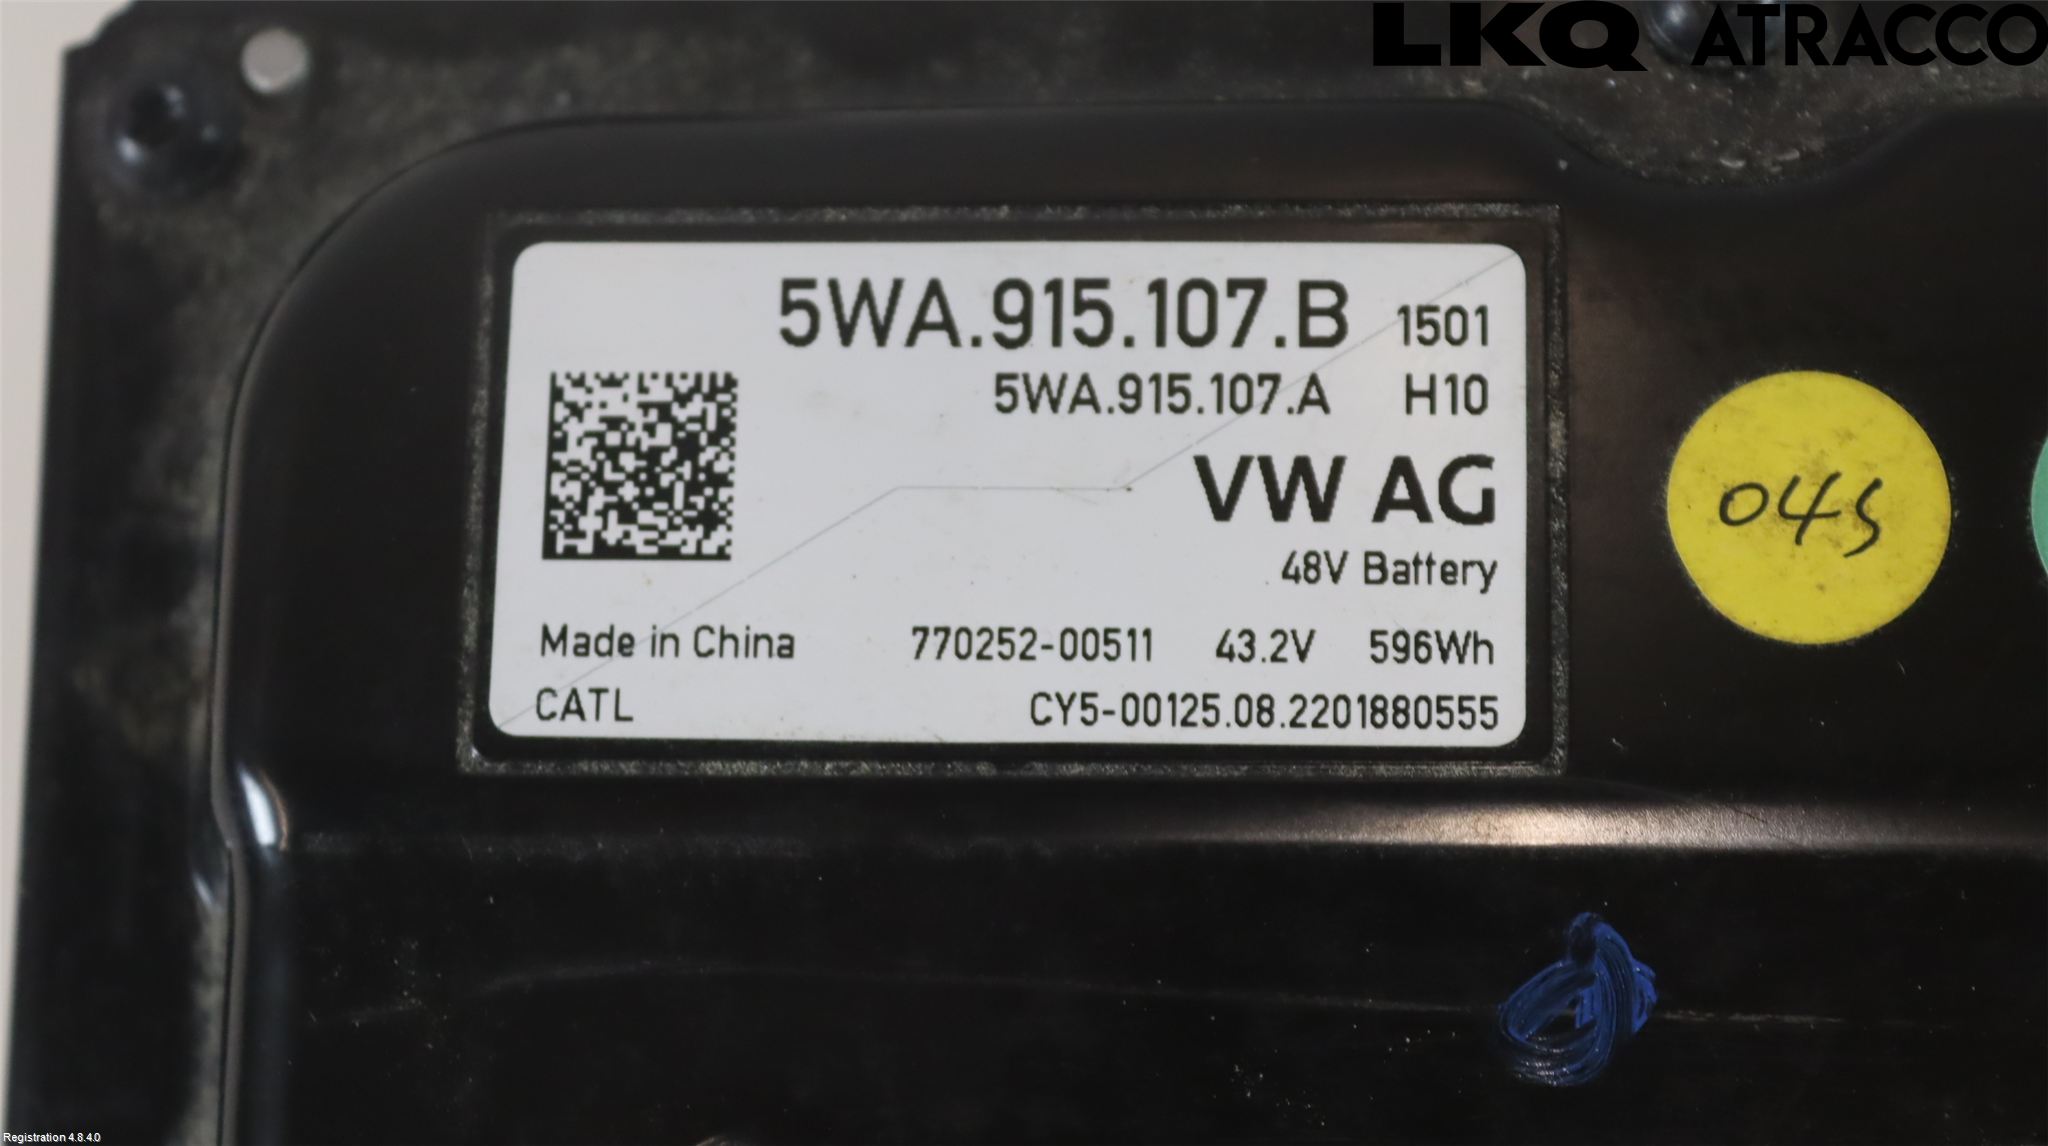 LKQ ATRACCO
5WA.915.107.B 1501
5WA.915.107.A H10
VW AG
48V Battery
Made in China 770252-00511 43.2V 596Wh
CATL CY5-00125.08.2201880555
04S
Registration 4.8.4.0